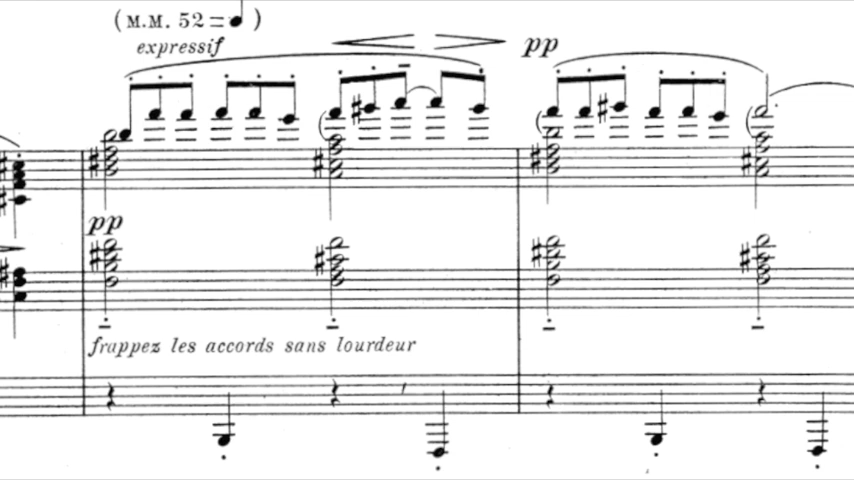 (M.M. 52 = ♩)
expressif
pp
pp
frappez les accords sans lourdeur